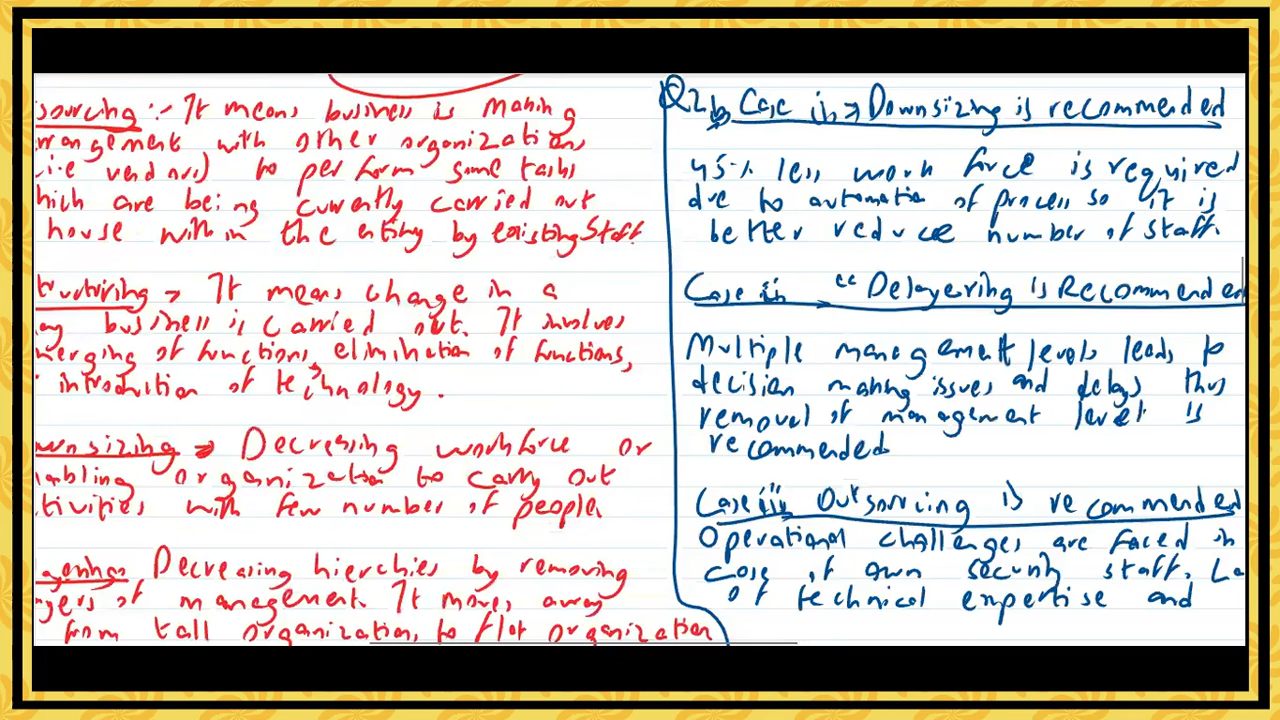 sourcing :- It means business is making
rrangement with other organizations
(i.e vendors) to perform some tasks
hich are being currently carried out
house within the entity by existing Staff.
tructuring → It means change in a
ay business is carried out. It involves
merging of functions, elimination of functions,
introduction of technology.
wnsizing → Decreasing workforce or
nabling organization to carry out
tivities with few number of people.
Decreasing hierchies by removing
ayers of management. It moves away
from tall organization, to flat organization
Q2 b) Case i) → Downsizing is recommended
45% less work force is required
due to automation of process so it is
better reduce number of staff.
Case ii) " Delayering is Recommended
Multiple management levels leads to
decision making issues and delays thus
removal of management level is
recommended
Case iii) Outsorcing is recommended
Operational challenges are faced in
case of own security staff. La
of technical expertise and